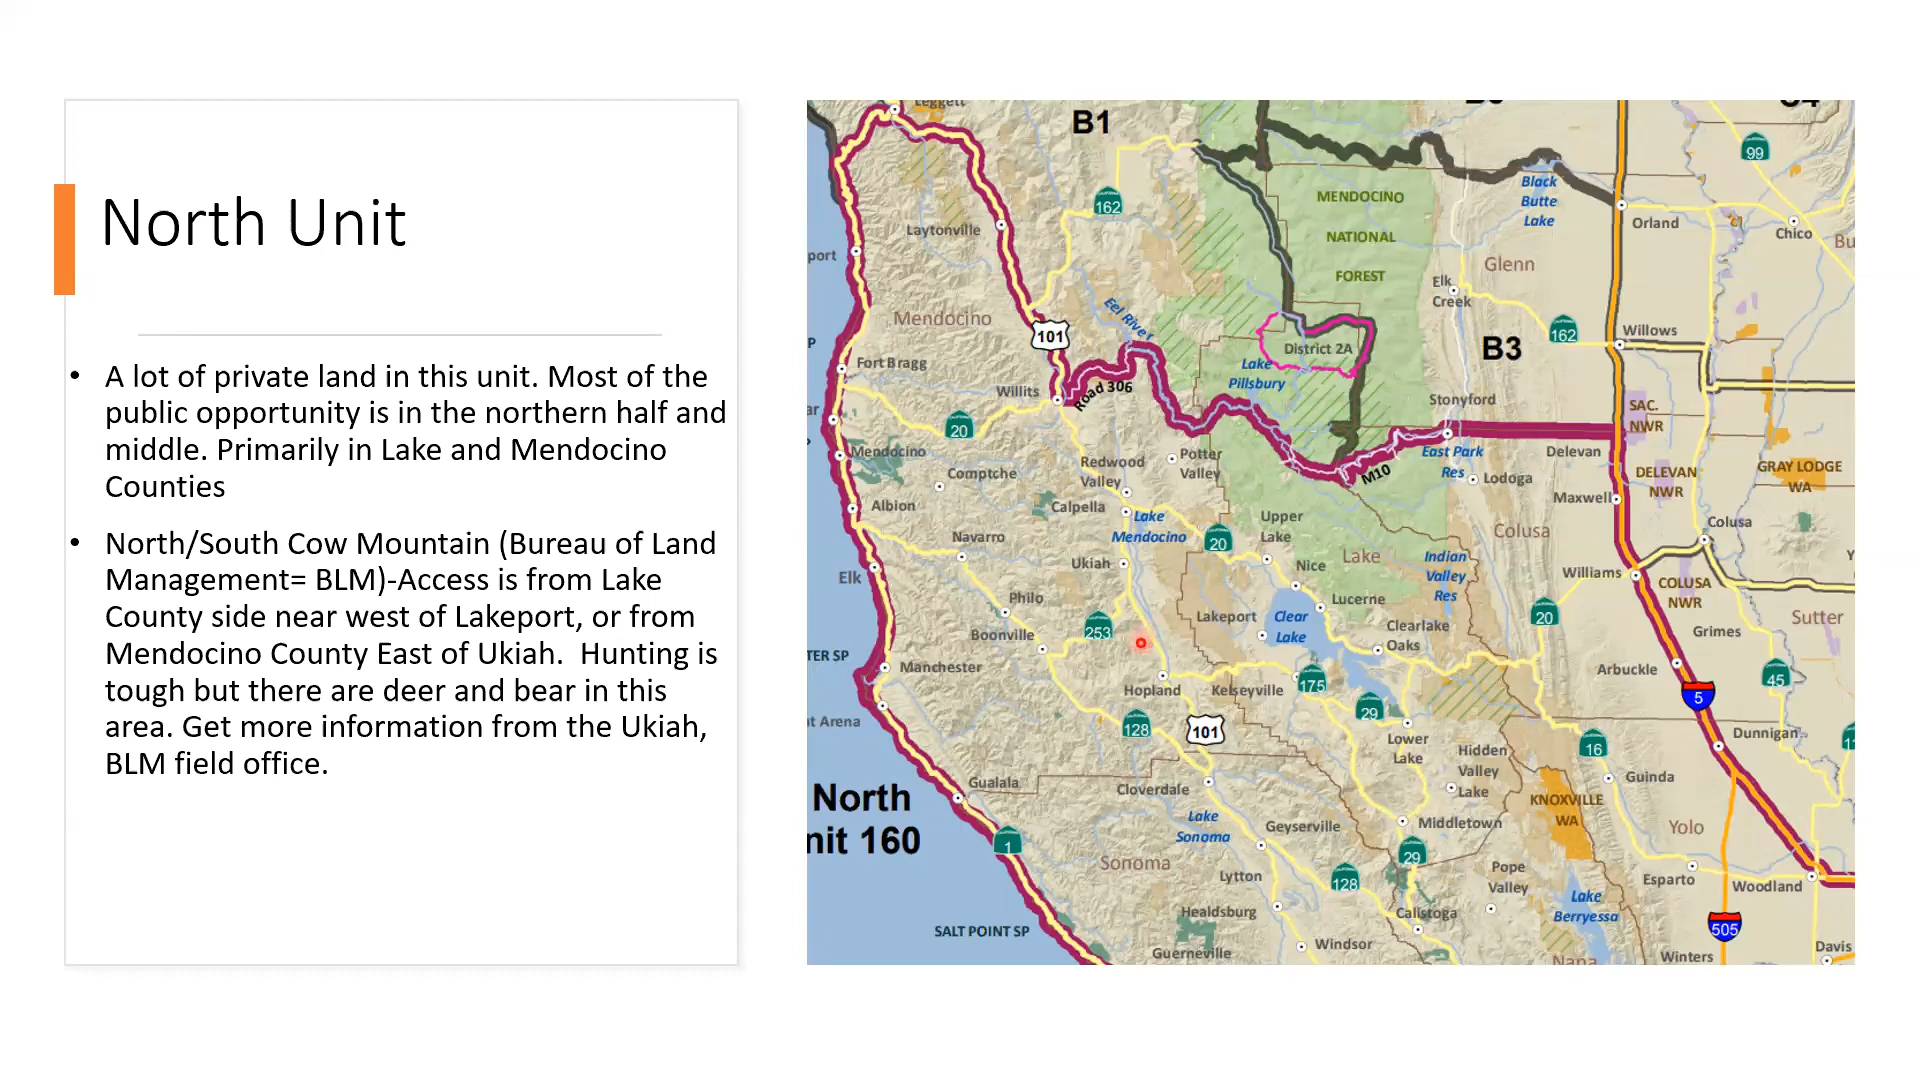 North Unit
• A lot of private land in this unit. Most of the
public opportunity is in the northern half and
middle. Primarily in Lake and Mendocino
Counties
• North/South Cow Mountain (Bureau of Land
Management= BLM)-Access is from Lake
County side near west of Lakeport, or from
Mendocino County East of Ukiah.  Hunting is
tough but there are deer and bear in this
area. Get more information from the Ukiah,
BLM field office.
Leggett
B1
99
162
MENDOCINO
NATIONAL
FOREST
Black
Butte
Lake
Orland
Chico
Bu
Laytonville
port
Glenn
Elk
Creek
Eel River
Mendocino
101
162
Willows
B3
District 2A
Lake
Pillsbury
Fort Bragg
Willits
Road 306
Stonyford
SAC.
NWR
20
Mendocino
Comptche
Redwood
Valley
Potter
Valley
East Park
Res
M10
Lodoga
Delevan
DELEVAN
NWR
GRAY LODGE
WA
Maxwell
Albion
Calpella
Lake
Mendocino
Upper
Lake
20
Colusa
Colusa
Navarro
Ukiah
Lake
Nice
Indian
Valley
Res
Williams
COLUSA
NWR
Elk
Philo
Lakeport
Clear
Lake
Lucerne
20
Sutter
Boonville
253
Clearlake
Oaks
Grimes
TER SP
Manchester
Arbuckle
Hopland
Kelseyville
175
5
45
t Arena
128
101
29
Lower
Lake
Hidden
Valley
Lake
16
Dunnigan
Gualala
Cloverdale
Guinda
North
nit 160
KNOXVILLE
WA
Lake
Sonoma
Geyserville
Middletown
Yolo
1
Sonoma
29
Lytton
128
Pope
Valley
Esparto
Woodland
Healdsburg
Calistoga
Lake
Berryessa
505
SALT POINT SP
Guerneville
Windsor
Napa
Winters
Davis